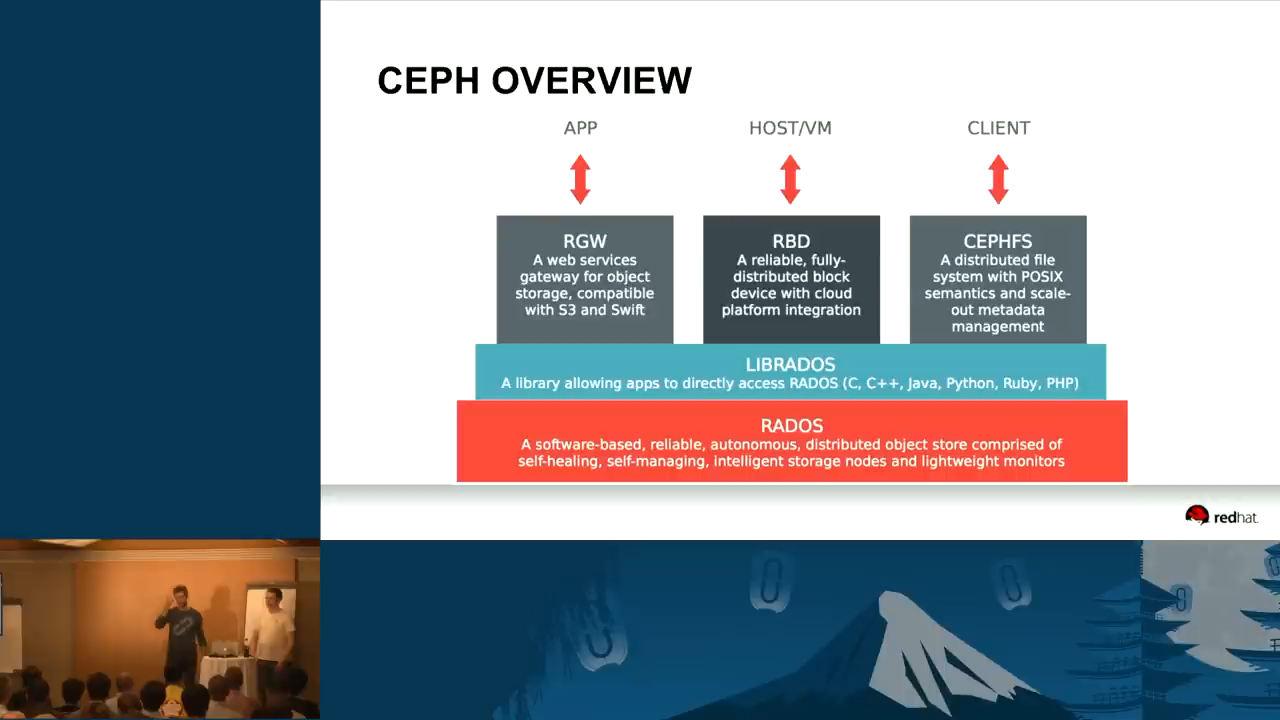 CEPH OVERVIEW
APP
HOST/VM
CLIENT
RGW
A web services
gateway for object
storage, compatible
with S3 and Swift
RBD
A reliable, fully-
distributed block
device with cloud
platform integration
CEPHFS
A distributed file
system with POSIX
semantics and scale-
out metadata
management
LIBRADOS
A library allowing apps to directly access RADOS (C, C++, Java, Python, Ruby, PHP)
RADOS
A software-based, reliable, autonomous, distributed object store comprised of
self-healing, self-managing, intelligent storage nodes and lightweight monitors
redhat.